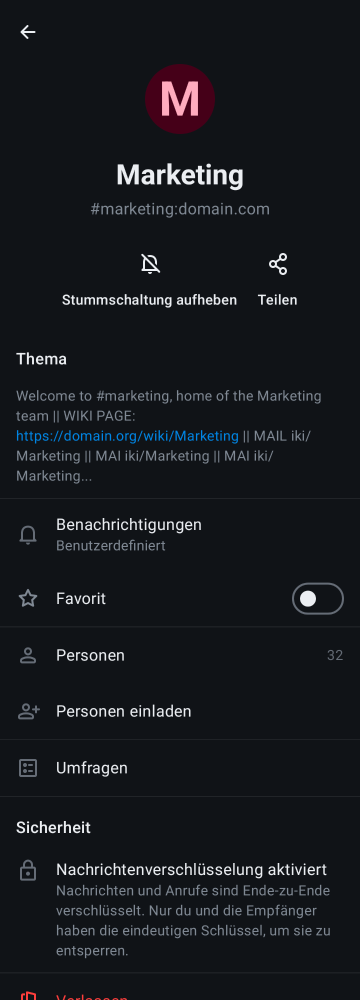 M
Marketing
#marketing:domain.com
Stummschaltung aufheben Teilen
Thema
Welcome to #marketing, home of the Marketing
team || WIKI PAGE:
https://domain.org/wiki/Marketing || MAIL iki/
Marketing || MAI iki/Marketing || MAI iki/
Marketing...
Benachrichtigungen
Benutzerdefiniert
Favorit
Personen 32
Personen einladen
Umfragen
Sicherheit
Nachrichtenverschlüsselung aktiviert
Nachrichten und Anrufe sind Ende-zu-Ende
verschlüsselt. Nur du und die Empfänger
haben die eindeutigen Schlüssel, um sie zu
entsperren.
Verlassen